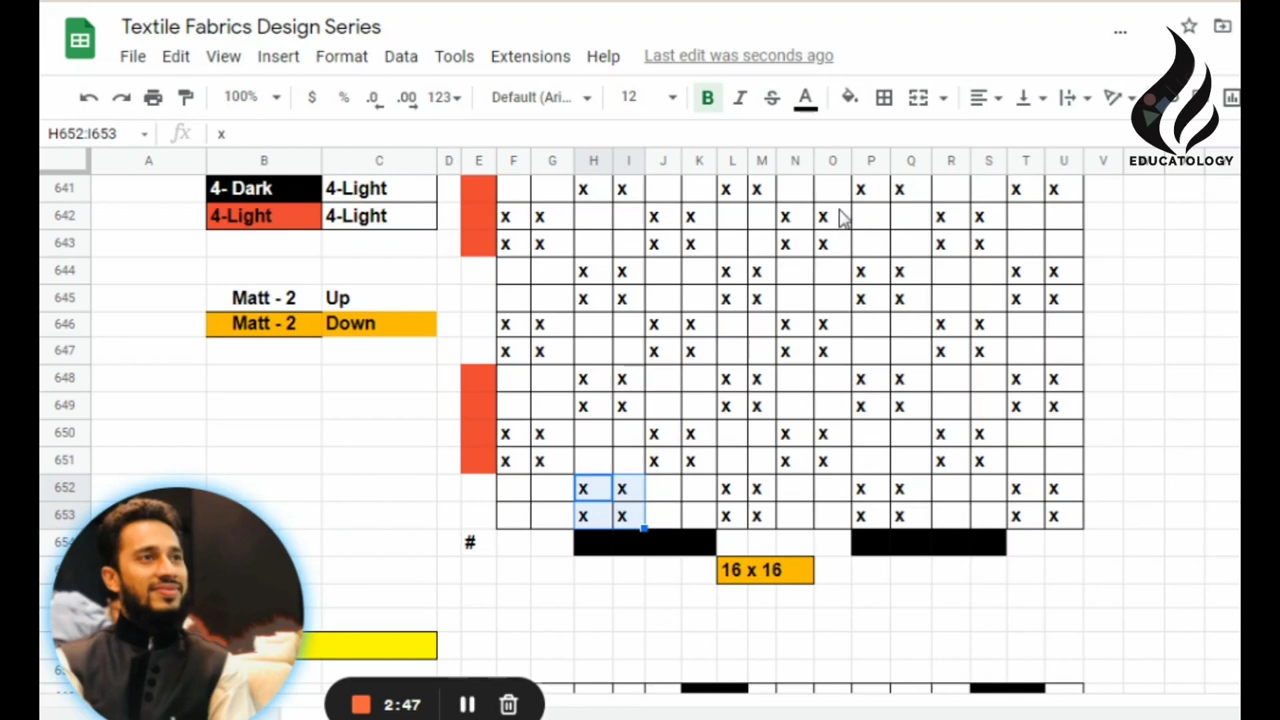 Textile Fabrics Design Series
File Edit View Insert Format Data Tools Extensions Help Last edit was seconds ago
100% $ % .0 .00 123 Default (Ari... 12 B I S A
EDUCATOLOGY
H652:I653 fx x
A B C D E F G H I J K L M N O P Q R S T U V
641 4- Dark 4-Light x x x x x x x x
642 4-Light 4-Light x x x x x x x x
643 x x x x x x x x
644 x x x x x x x x
645 Matt - 2 Up x x x x x x x x
646 Matt - 2 Down x x x x x x x x
647 x x x x x x x x
648 x x x x x x x x
649 x x x x x x x x
650 x x x x x x x x
651 x x x x x x x x
652 x x x x x x x x
653 x x x x x x x x
#
16 x 16
2:47